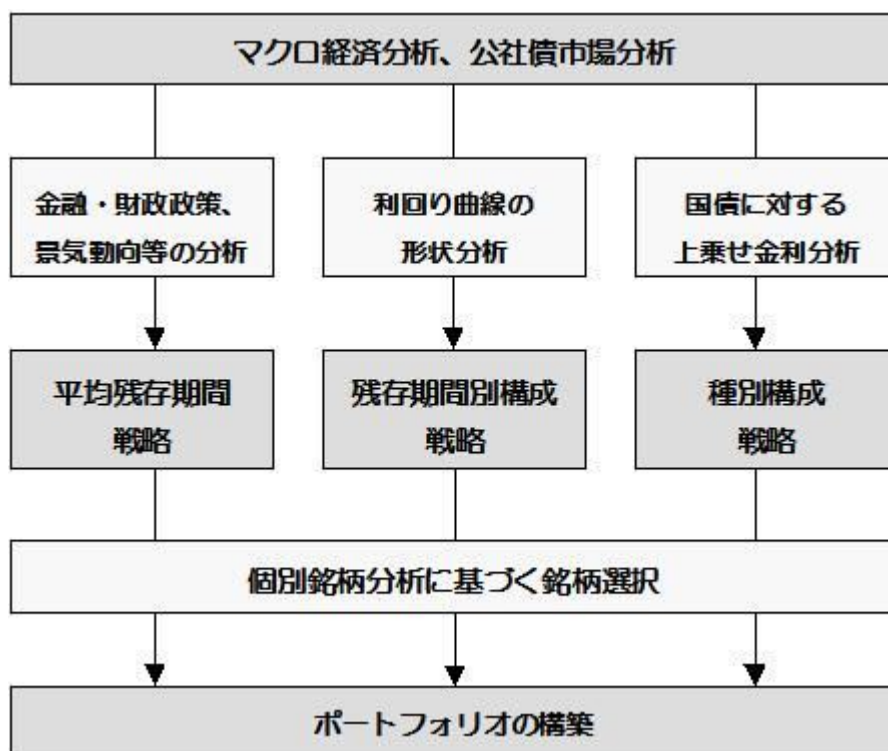 マクロ経済分析、公社債市場分析
金融・財政政策、
景気動向等の分析
利回り曲線の
形状分析
国債に対する
上乗せ金利分析
平均残存期間
戦略
残存期間別構成
戦略
種別構成
戦略
個別銘柄分析に基づく銘柄選択
ポートフォリオの構築